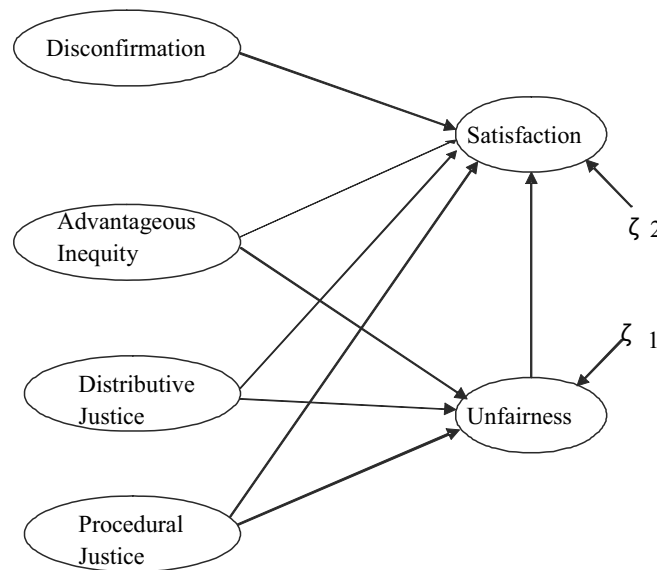 Disconfirmation
Satisfaction
Advantageous
Inequity
ζ 2
ζ 1
Distributive
Justice
Unfairness
Procedural
Justice